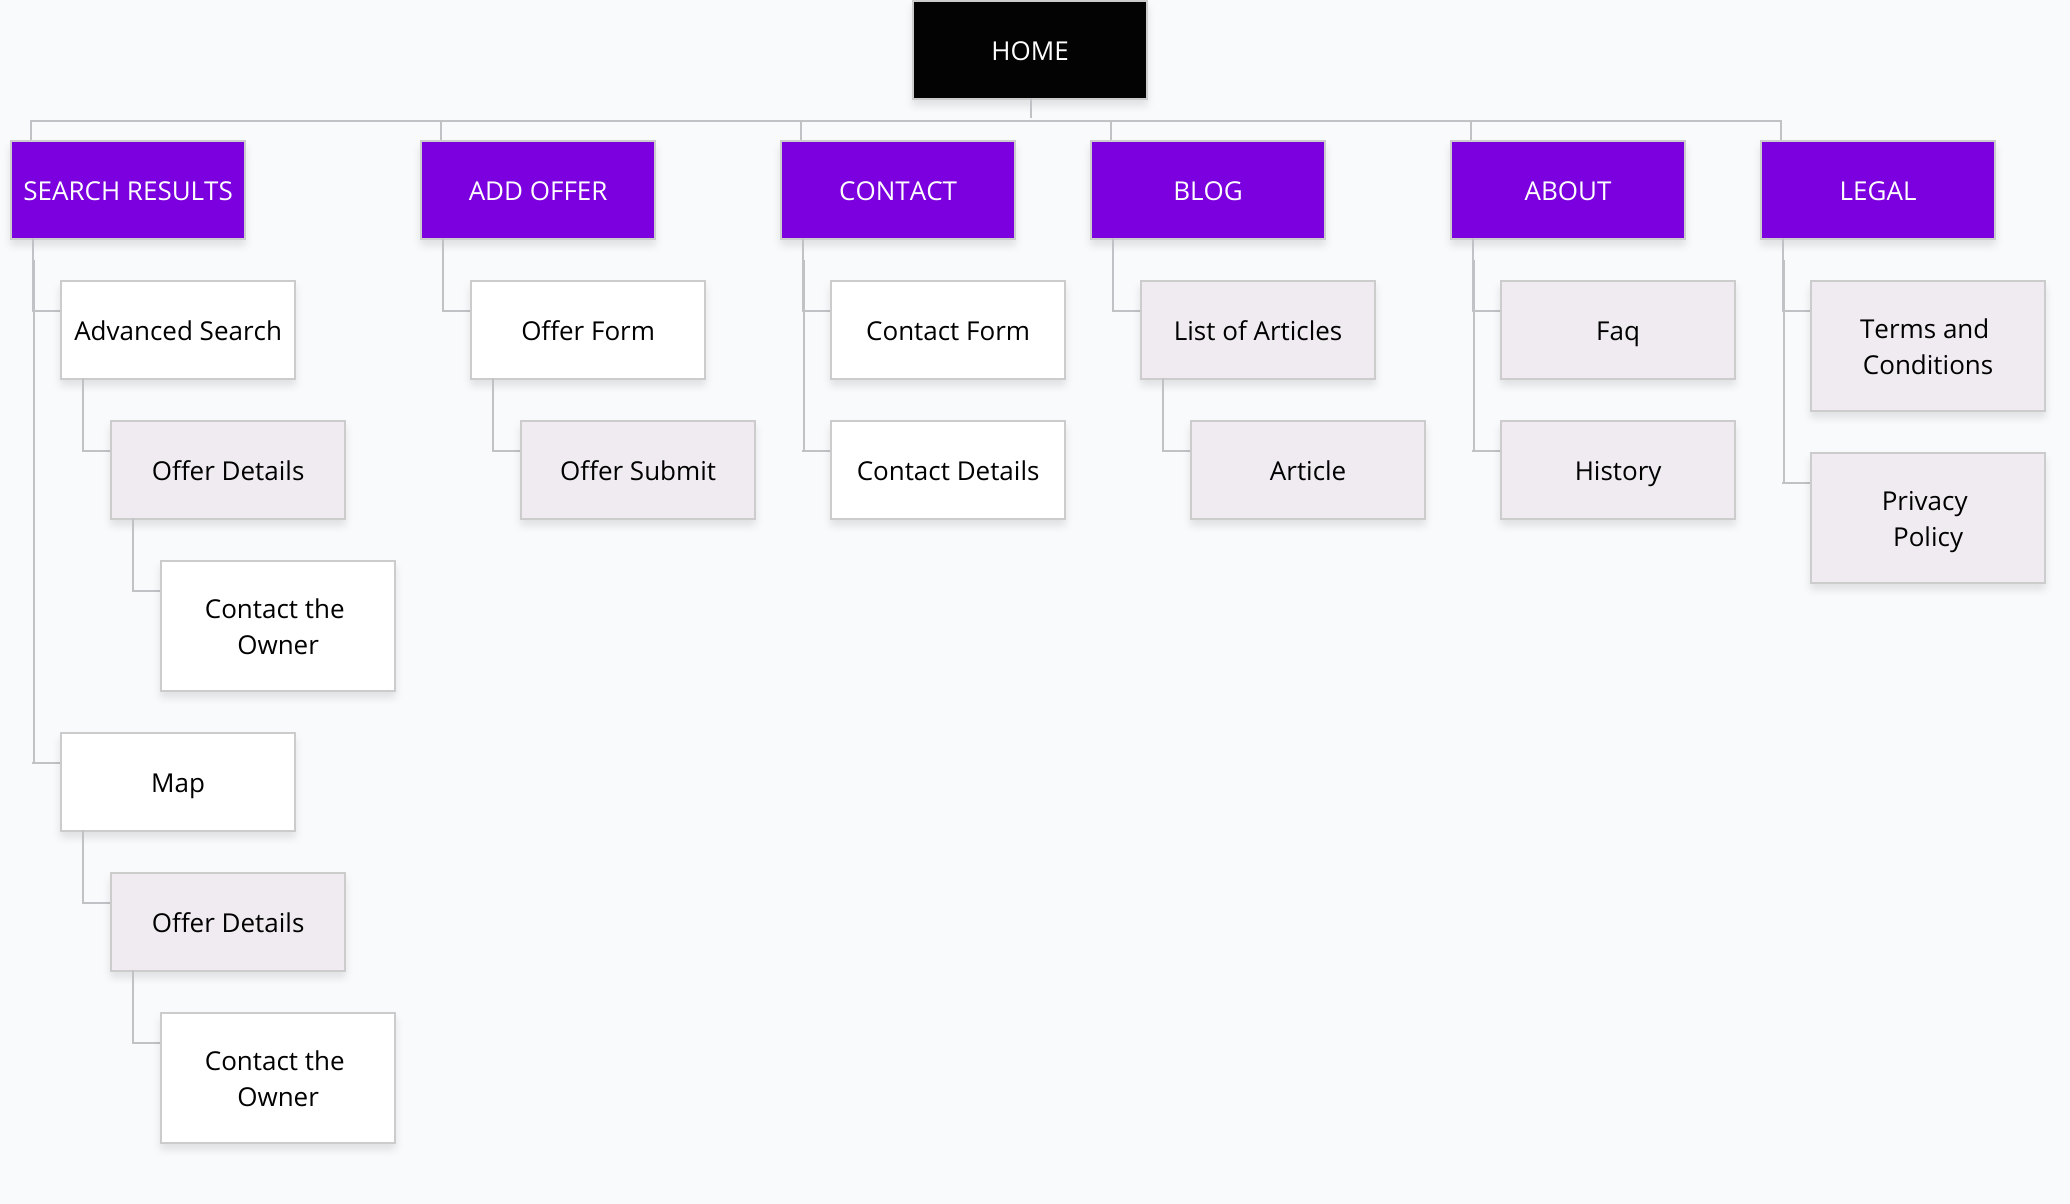 HOME
SEARCH RESULTS
Advanced Search
Offer Details
Contact the
Owner
Map
Offer Details
Contact the
Owner
ADD OFFER
Offer Form
Offer Submit
CONTACT
Contact Form
Contact Details
BLOG
List of Articles
Article
ABOUT
Faq
History
LEGAL
Terms and
Conditions
Privacy
Policy